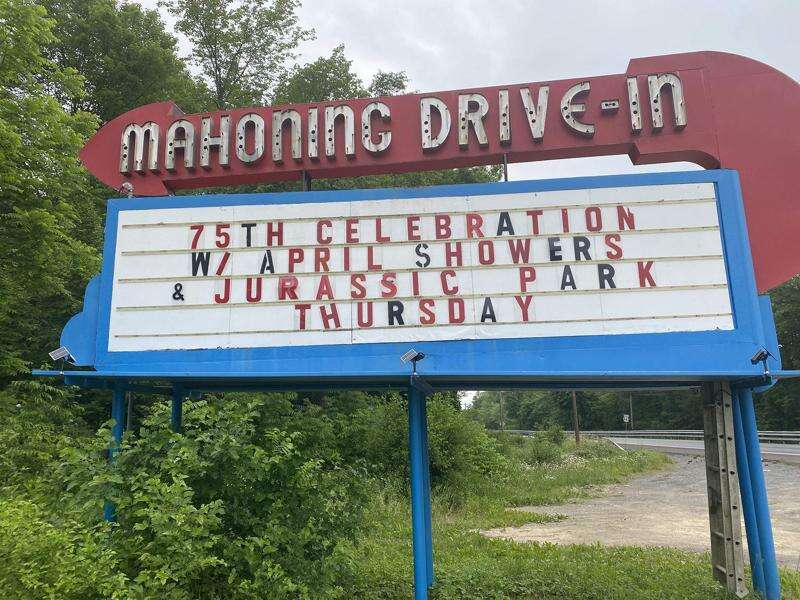 MAHONING DRIVE-IN
75TH CELEBRATION
W/ APRIL SHOWERS
& JURASSIC PARK
THURSDAY